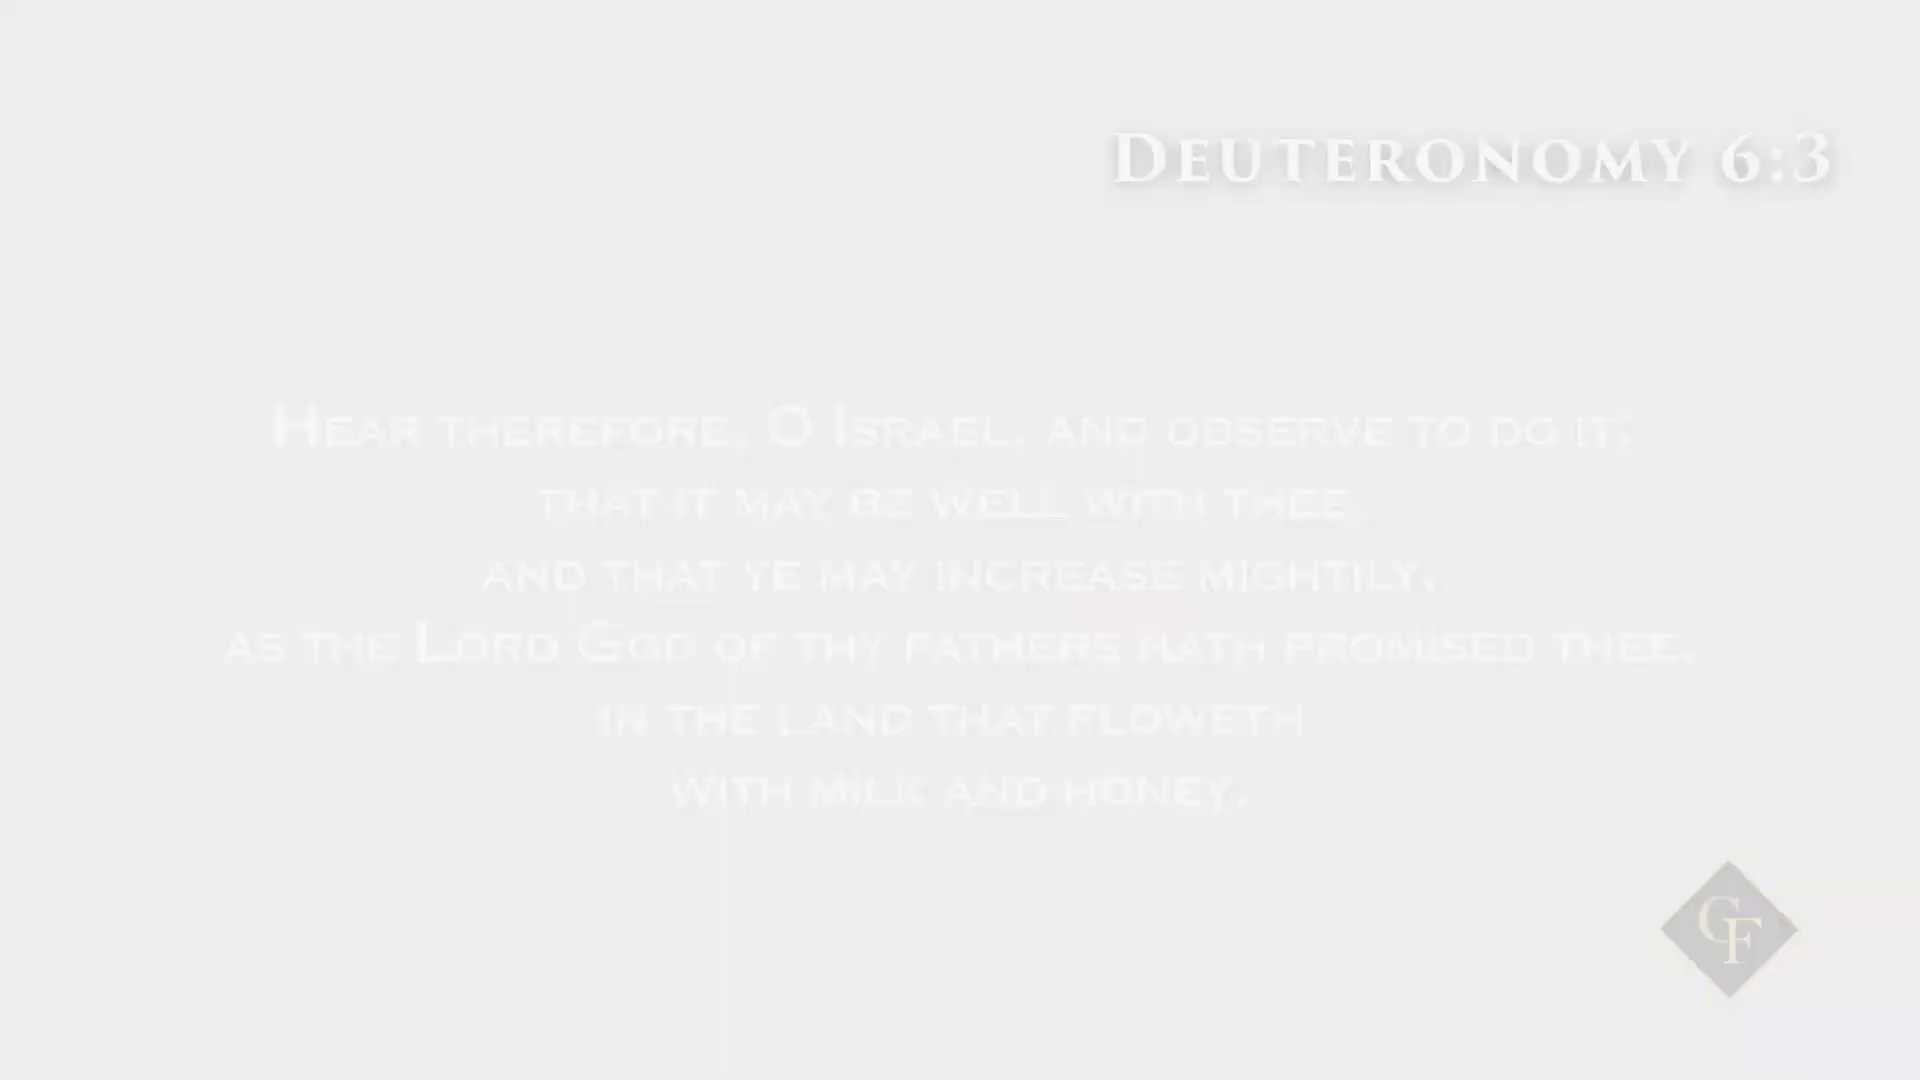 Deuteronomy 6:3
Hear therefore, O Israel, and observe to do it;
that it may be well with thee,
and that ye may increase mightily,
as the Lord God of thy fathers hath promised thee,
in the land that floweth
with milk and honey.
CF